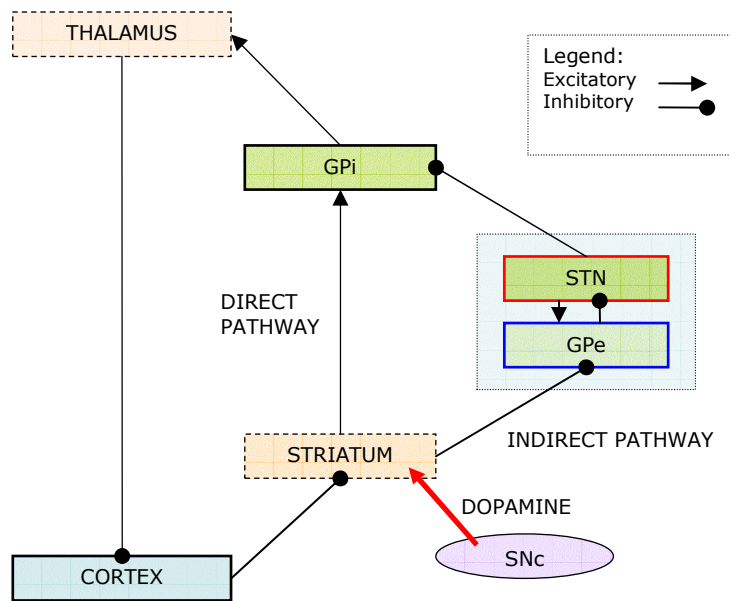 THALAMUS
Legend:
Excitatory
Inhibitory
GPi
STN
DIRECT
PATHWAY
GPe
INDIRECT PATHWAY
STRIATUM
DOPAMINE
SNc
CORTEX